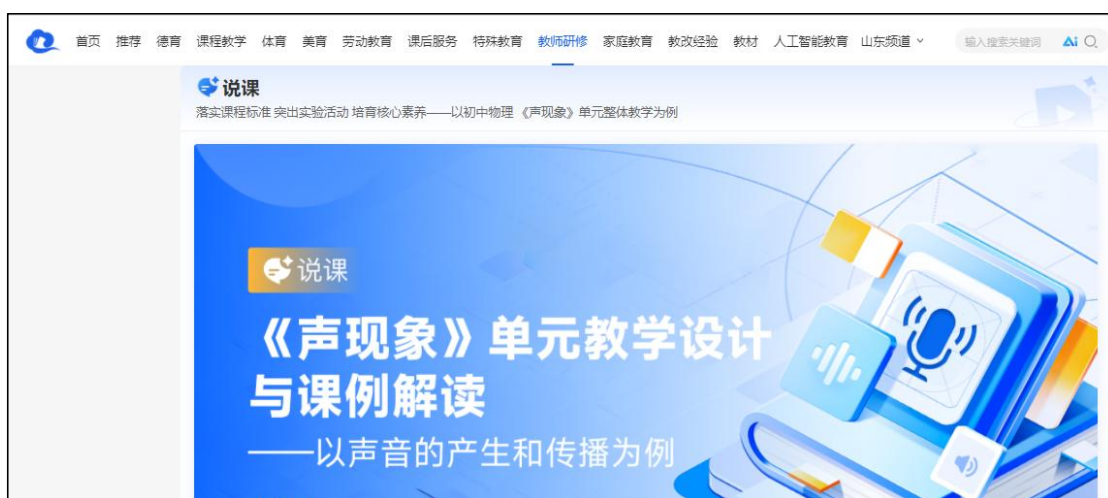 首页 推荐 德育 课程教学 体育 美育 劳动教育 课后服务 特殊教育 教师研修 家庭教育 教改经验 教材 人工智能教育 山东频道 输入搜索关键词 Ai
说课
落实课程标准 突出实验活动 培育核心素养——以初中物理 《声现象》单元整体教学为例
说课
《声现象》单元教学设计
与课例解读
——以声音的产生和传播为例